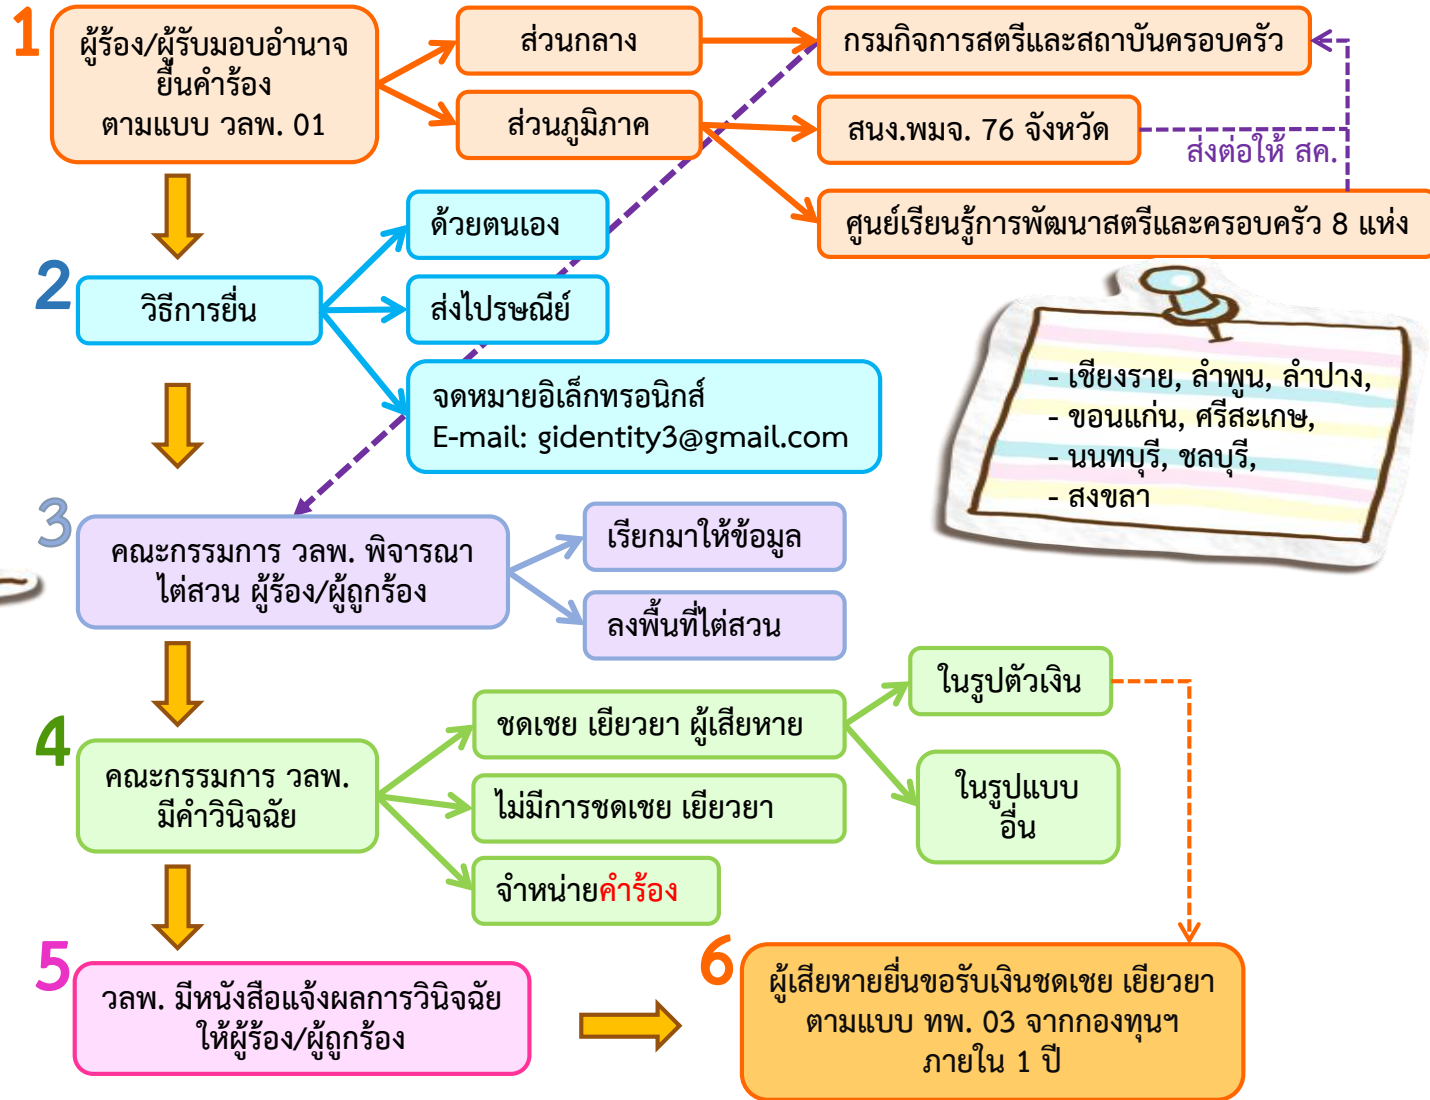 1
ผู้ร้อง/ผู้รับมอบอำนาจ
ยื่นคำร้อง
ตามแบบ วลพ. 01
ส่วนกลาง
กรมกิจการสตรีและสถาบันครอบครัว
ส่วนภูมิภาค
สนง.พมจ. 76 จังหวัด
ส่งต่อให้ สค.
ศูนย์เรียนรู้การพัฒนาสตรีและครอบครัว 8 แห่ง
- เชียงราย, ลำพูน, ลำปาง,
- ขอนแก่น, ศรีสะเกษ,
- นนทบุรี, ชลบุรี,
- สงขลา
2
วิธีการยื่น
ด้วยตนเอง
ส่งไปรษณีย์
จดหมายอิเล็กทรอนิกส์
E-mail: gidentity3@gmail.com
3
คณะกรรมการ วลพ. พิจารณา
ไต่สวน ผู้ร้อง/ผู้ถูกร้อง
เรียกมาให้ข้อมูล
ลงพื้นที่ไต่สวน
4
คณะกรรมการ วลพ.
มีคำวินิจฉัย
ชดเชย เยียวยา ผู้เสียหาย
ในรูปตัวเงิน
ในรูปแบบ
อื่น
ไม่มีการชดเชย เยียวยา
จำหน่ายคำร้อง
5
วลพ. มีหนังสือแจ้งผลการวินิจฉัย
ให้ผู้ร้อง/ผู้ถูกร้อง
6
ผู้เสียหายยื่นขอรับเงินชดเชย เยียวยา
ตามแบบ ทพ. 03 จากกองทุนฯ
ภายใน 1 ปี